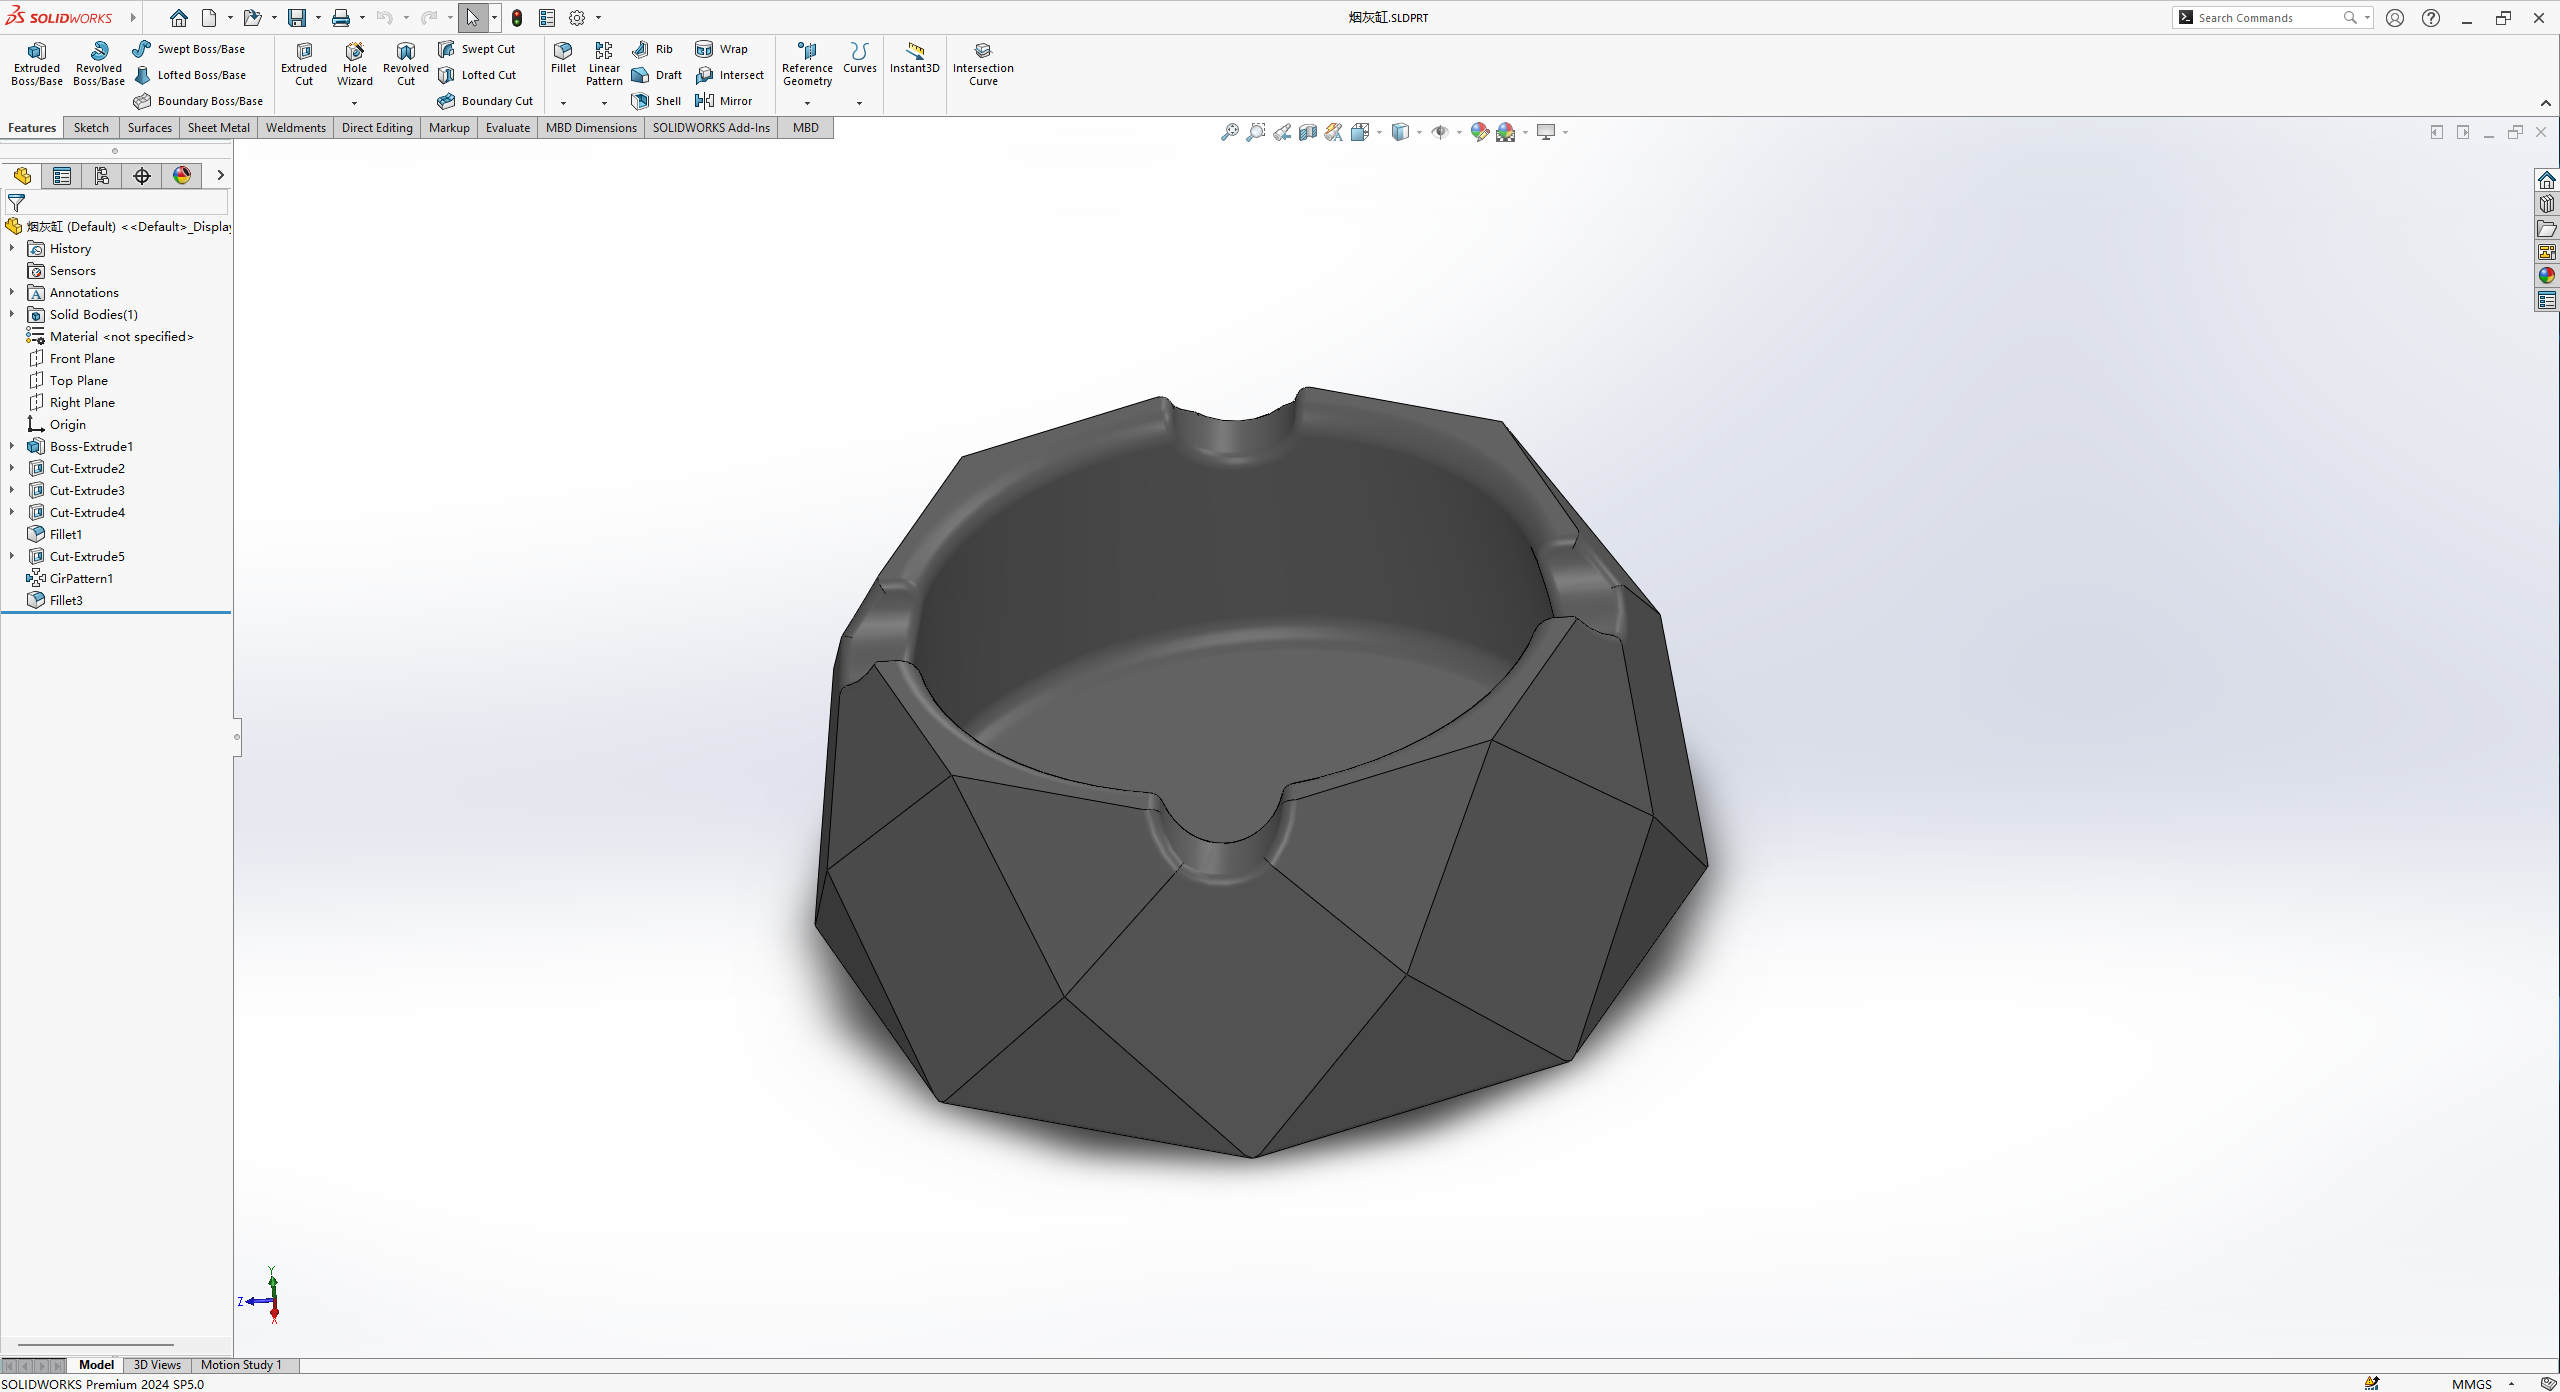 SOLIDWORKS
烟灰缸.SLDPRT
Search Commands
Extruded Boss/Base
Revolved Boss/Base
Swept Boss/Base
Lofted Boss/Base
Boundary Boss/Base
Extruded Cut
Hole Wizard
Revolved Cut
Swept Cut
Lofted Cut
Boundary Cut
Fillet
Linear Pattern
Rib
Draft
Shell
Wrap
Intersect
Mirror
Reference Geometry
Curves
Instant3D
Intersection Curve
Features
Sketch
Surfaces
Sheet Metal
Weldments
Direct Editing
Markup
Evaluate
MBD Dimensions
SOLIDWORKS Add-Ins
MBD
烟灰缸 (Default) <<Default>_Display
History
Sensors
Annotations
Solid Bodies(1)
Material <not specified>
Front Plane
Top Plane
Right Plane
Origin
Boss-Extrude1
Cut-Extrude2
Cut-Extrude3
Cut-Extrude4
Fillet1
Cut-Extrude5
CirPattern1
Fillet3
Y
Z
X
Model
3D Views
Motion Study 1
SOLIDWORKS Premium 2024 SP5.0
MMGS